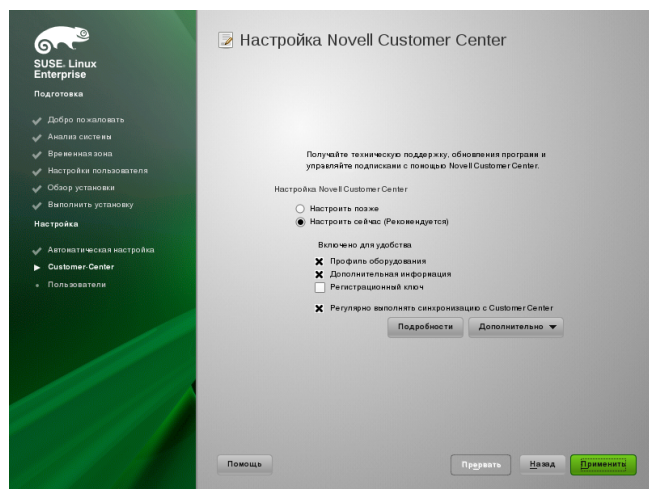 SUSE. Linux
Enterprise
Подготовка
Добро пожаловать
Анализ системы
Временная зона
Настройки пользователя
Обзор установки
Выполнить установку
Настройка
Автоматическая настройка
Customer-Center
Пользователи
Настройка Novell Customer Center
Получайте техническую поддержку, обновления программ и
управляйте подписками с помощью Novell Customer Center.
Настройка Novell Customer Center
Настроить позже
Настроить сейчас (Рекомендуется)
Включено для удобства
Профиль оборудования
Дополнительная информация
Регистрационный ключ
Регулярно выполнять синхронизацию с Customer Center
Подробности
Дополнительно
Помощь
Прервать
Назад
Применить